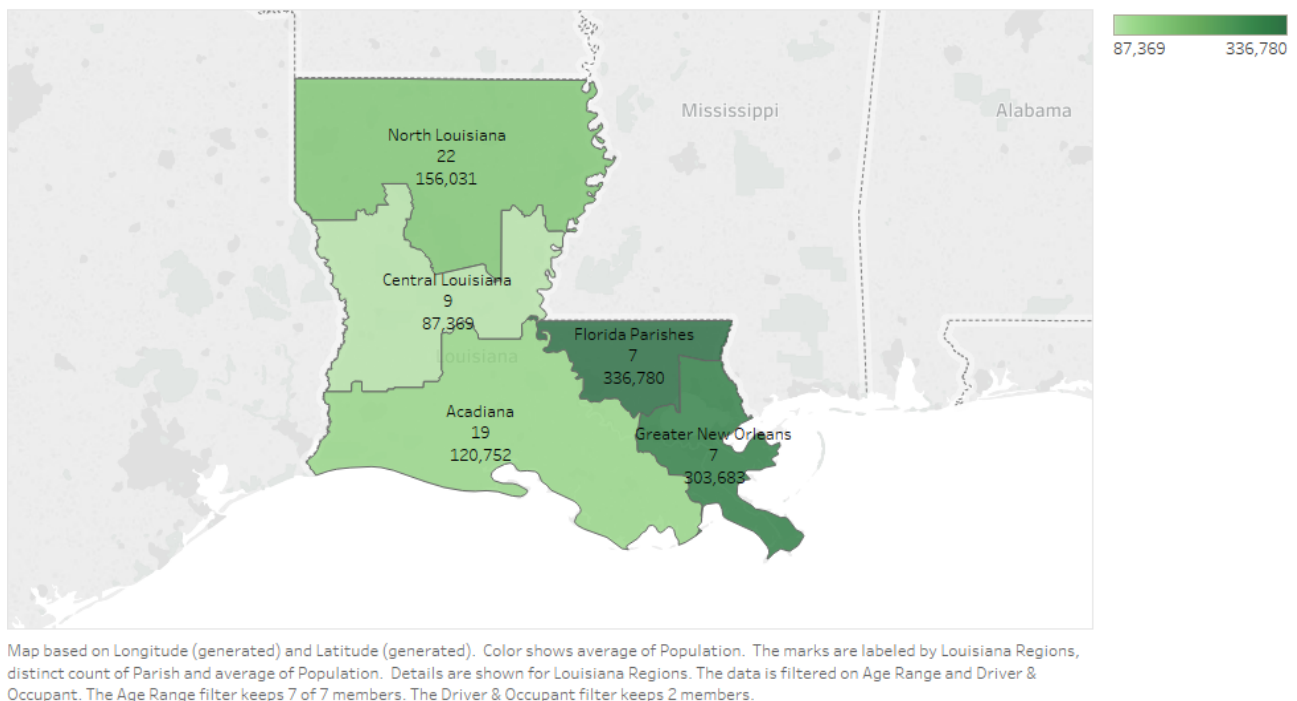 87,369
336,780
Mississippi
Alabama
North Louisiana
22
156,031
Central Louisiana
9
87,369
Louisiana
Florida Parishes
7
336,780
Acadiana
19
120,752
Greater New Orleans
7
303,683
Map based on Longitude (generated) and Latitude (generated).  Color shows average of Population.  The marks are labeled by Louisiana Regions,
distinct count of Parish and average of Population.  Details are shown for Louisiana Regions. The data is filtered on Age Range and Driver &
Occupant. The Age Range filter keeps 7 of 7 members. The Driver & Occupant filter keeps 2 members.